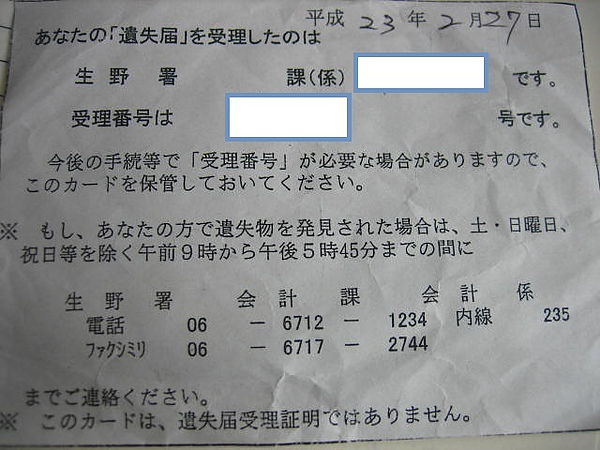 平成 23 年 2 月 27 日
あなたの「遺失届」を受理したのは
生野署 課(係) です。
受理番号は 号です。
今後の手続等で「受理番号」が必要な場合がありますので、
このカードを保管しておいてください。
※ もし、あなたの方で遺失物を発見された場合は、土・日曜日、
祝日等を除く午前9時から午後5時45分までの間に
生野署 会計課 会計係
電話 06 － 6712 － 1234 内線 235
ﾌｧｸｼﾐﾘ 06 － 6717 － 2744
までご連絡ください。
※ このカードは、遺失届受理証明ではありません。